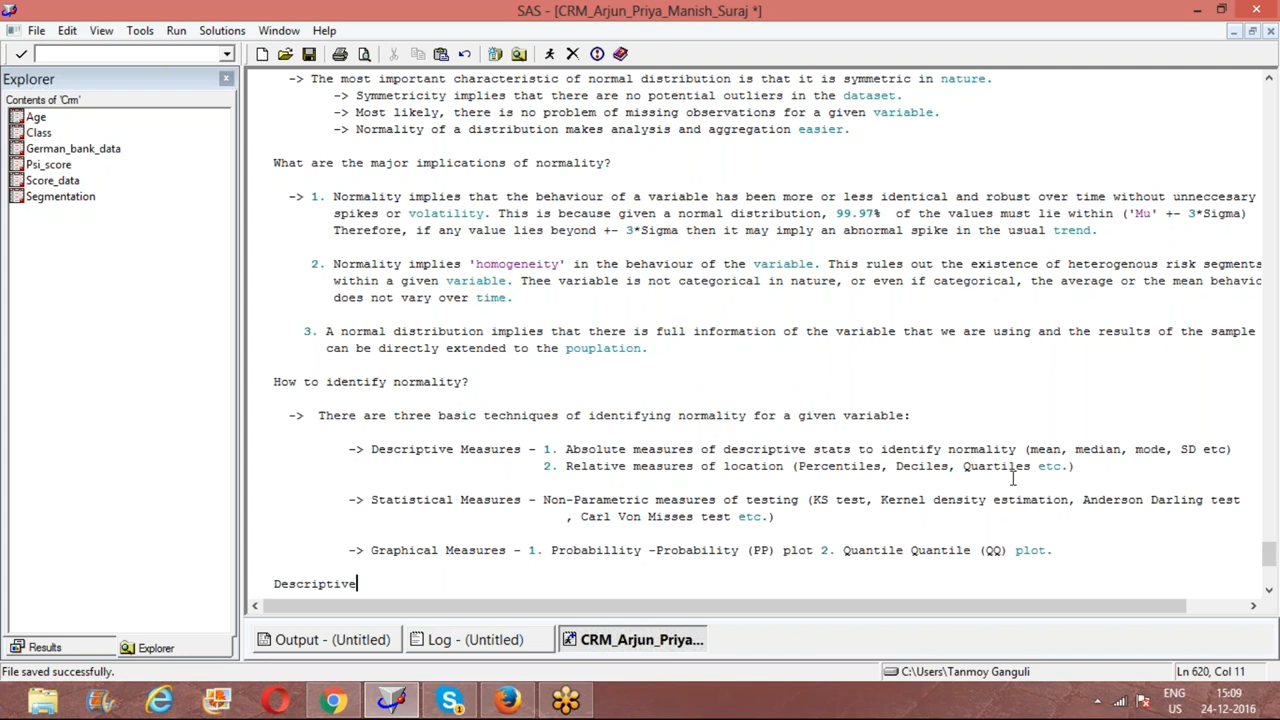 SAS - [CRM_Arjun_Priya_Manish_Suraj *]
File Edit View Tools Run Solutions Window Help
Explorer
Contents of 'Crm'
Age
Class
German_bank_data
Psi_score
Score_data
Segmentation
-> The most important characteristic of normal distribution is that it is symmetric in nature.
-> Symmetricity implies that there are no potential outliers in the dataset.
-> Most likely, there is no problem of missing observations for a given variable.
-> Normality of a distribution makes analysis and aggregation easier.
What are the major implications of normality?
-> 1. Normality implies that the behaviour of a variable has been more or less identical and robust over time without unneccesary
spikes or volatility. This is because given a normal distribution, 99.97% of the values must lie within ('Mu' +- 3*Sigma)
Therefore, if any value lies beyond +- 3*Sigma then it may imply an abnormal spike in the usual trend.
2. Normality implies 'homogeneity' in the behaviour of the variable. This rules out the existence of heterogenous risk segments
within a given variable. Thee variable is not categorical in nature, or even if categorical, the average or the mean behavio
does not vary over time.
3. A normal distribution implies that there is full information of the variable that we are using and the results of the sample
can be directly extended to the pouplation.
How to identify normality?
-> There are three basic techniques of identifying normality for a given variable:
-> Descriptive Measures - 1. Absolute measures of descriptive stats to identify normality (mean, median, mode, SD etc)
2. Relative measures of location (Percentiles, Deciles, Quartiles etc.)
-> Statistical Measures - Non-Parametric measures of testing (KS test, Kernel density estimation, Anderson Darling test
, Carl Von Misses test etc.)
-> Graphical Measures - 1. Probabillity -Probability (PP) plot 2. Quantile Quantile (QQ) plot.
Descriptive
Results
Explorer
Output - (Untitled)
Log - (Untitled)
CRM_Arjun_Priya...
File saved successfully.
C:\Users\Tanmoy Ganguli
Ln 620, Col 11
ENG
US
15:09
24-12-2016